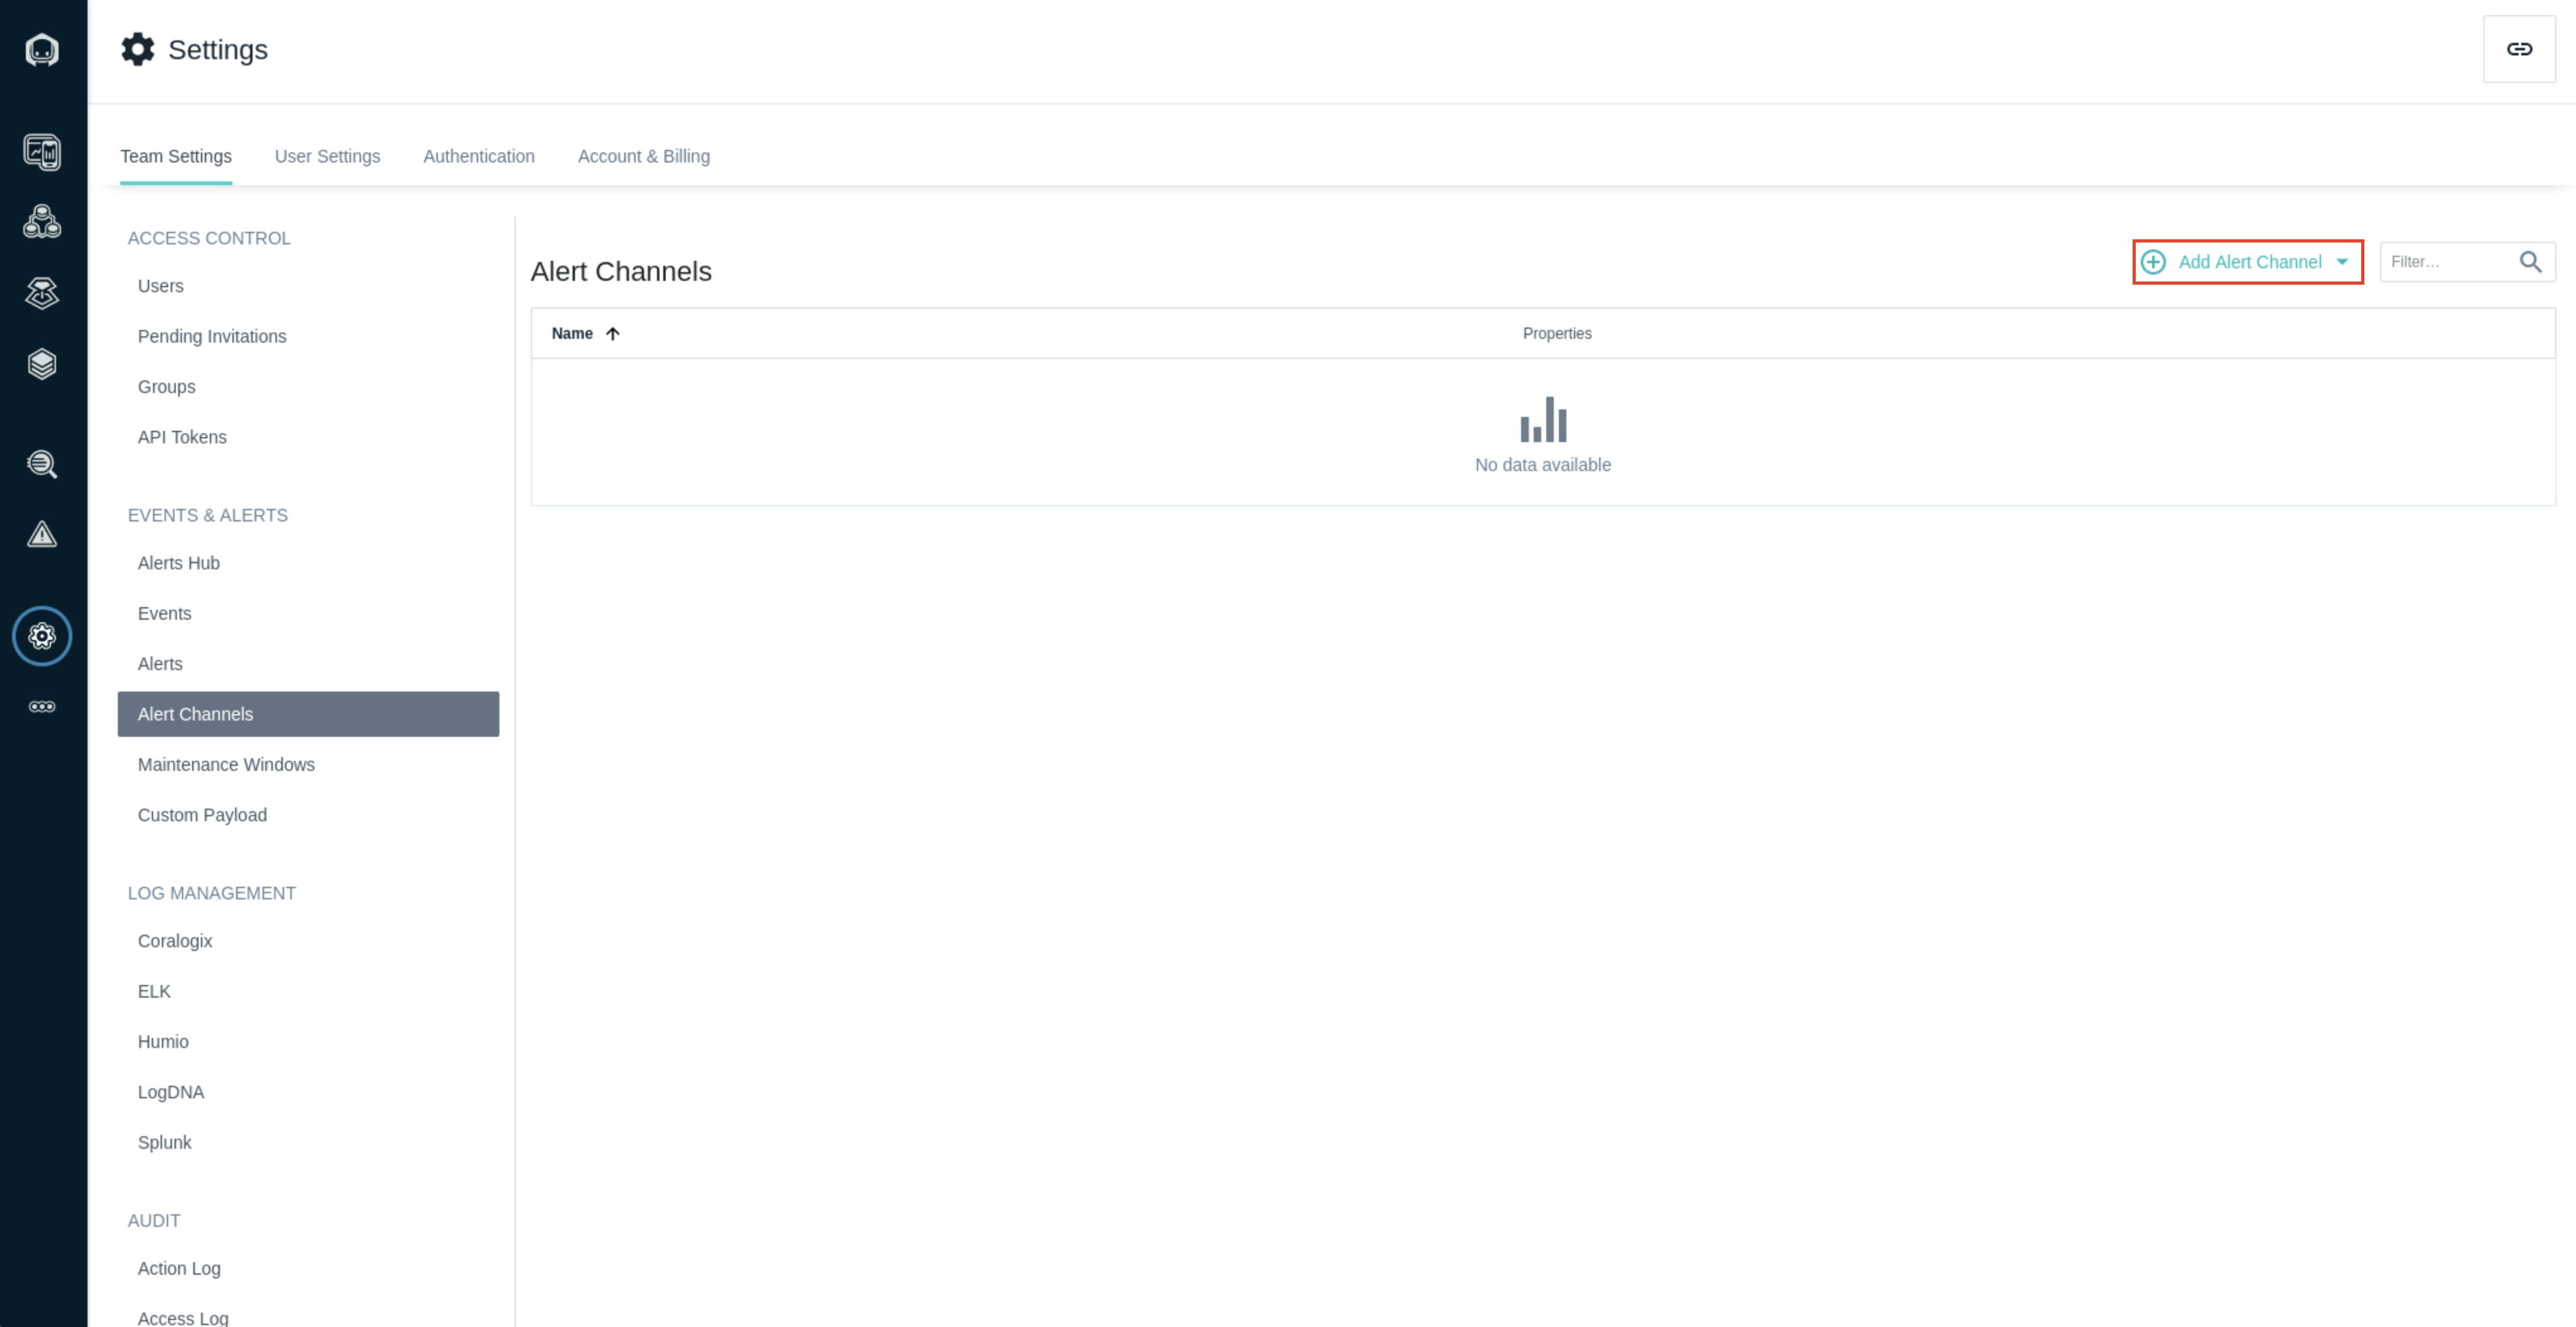 Settings
Team Settings User Settings Authentication Account & Billing
ACCESS CONTROL
Users
Pending Invitations
Groups
API Tokens
EVENTS & ALERTS
Alerts Hub
Events
Alerts
Alert Channels
Maintenance Windows
Custom Payload
LOG MANAGEMENT
Coralogix
ELK
Humio
LogDNA
Splunk
AUDIT
Action Log
Access Log
Alert Channels
Add Alert Channel
Filter...
Name Properties
No data available